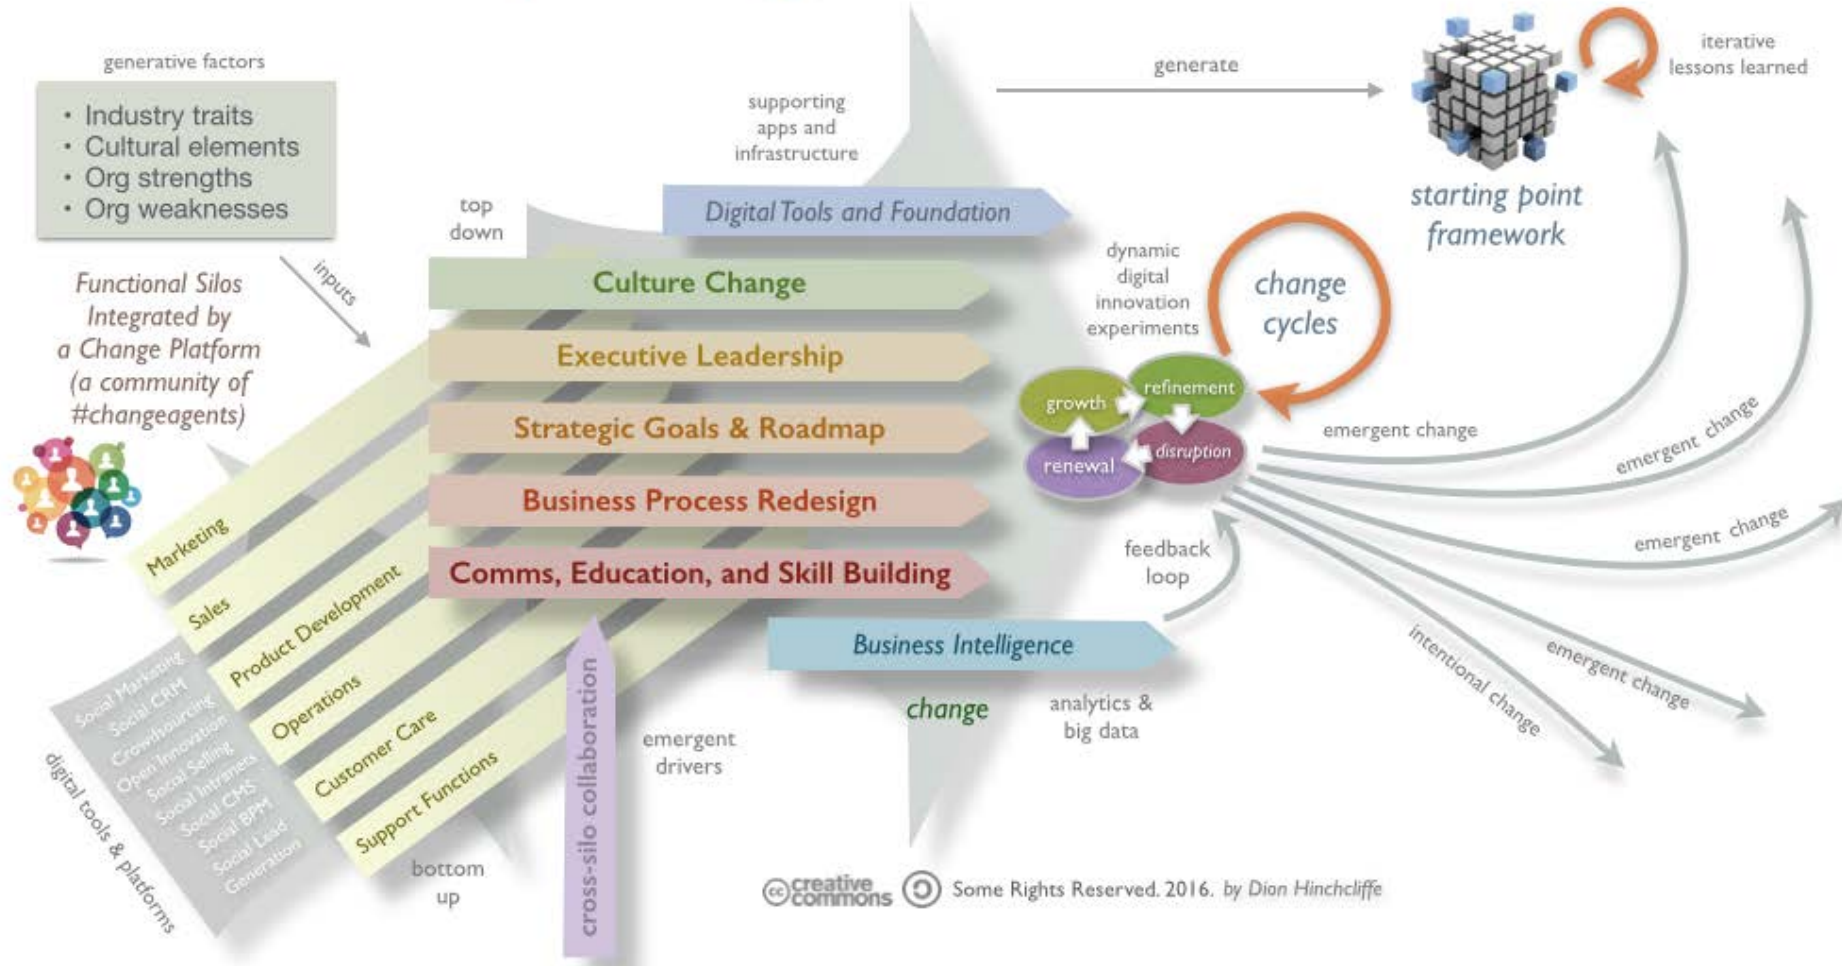 generative factors
• Industry traits
• Cultural elements
• Org strengths
• Org weaknesses
inputs
Functional Silos
Integrated by
a Change Platform
(a community of
#changeagents)
top
down
supporting
apps and
infrastructure
Digital Tools and Foundation
Culture Change
Executive Leadership
Strategic Goals & Roadmap
Business Process Redesign
Comms, Education, and Skill Building
Business Intelligence
change
analytics &
big data
feedback
loop
emergent
drivers
cross-silo collaboration
bottom
up
Marketing
Sales
Product Development
Operations
Customer Care
Support Functions
Social Marketing
Social CRM
Crowdsourcing
Open Innovation
Social Selling
Social Intranets
Social CMS
Social BPM
Social Lead
Generation
digital tools & platforms
generate
starting point
framework
iterative
lessons learned
dynamic
digital
innovation
experiments
change
cycles
growth
refinement
renewal
disruption
emergent change
emergent change
emergent change
emergent change
intentional change
cc creative
commons
Some Rights Reserved. 2016. by Dion Hinchcliffe